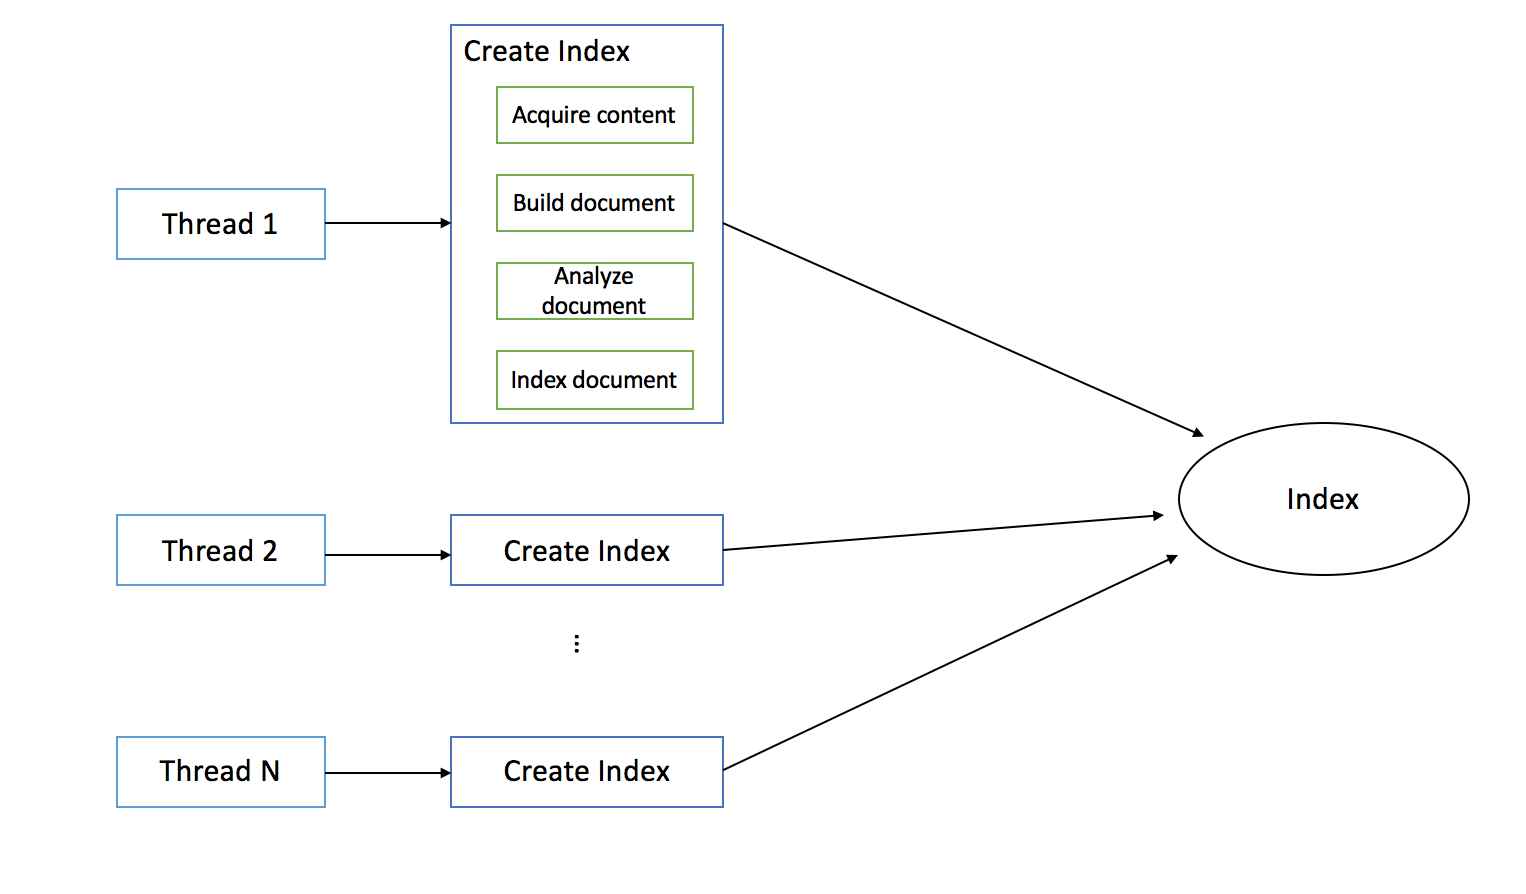 Create Index
Acquire content
Build document
Thread 1
Analyze
document
Index document
Index
Thread 2
Create Index
⋮
Thread N
Create Index